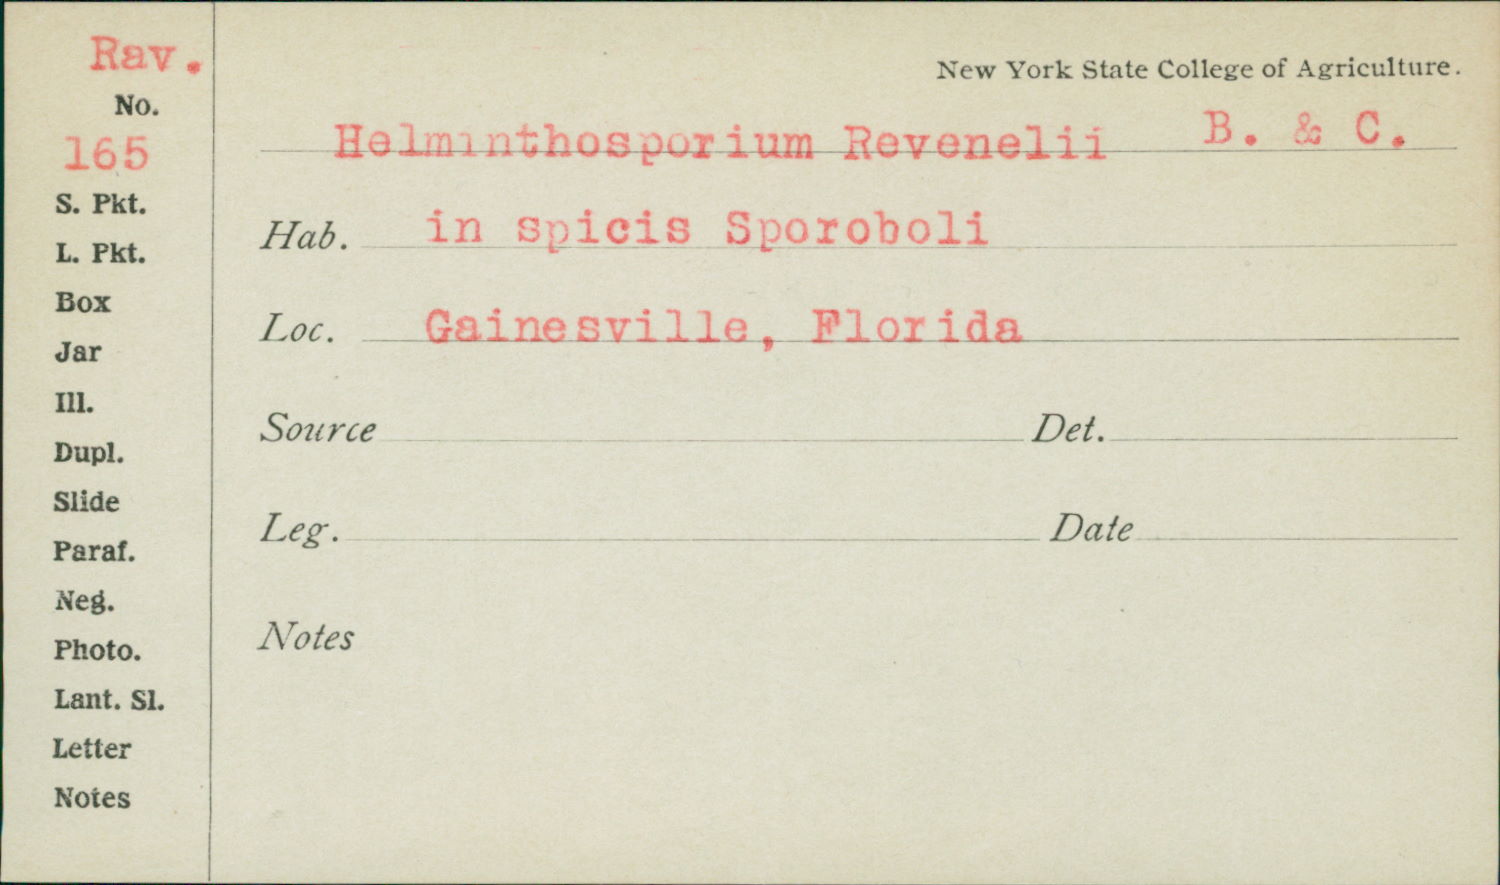 Rav.
No.
165
S. Pkt.
L. Pkt.
Box
Jar
Ill.
Dupl.
Slide
Paraf.
Neg.
Photo.
Lant. Sl.
Letter
Notes
New York State College of Agriculture.
Helminthosporium Revenelii B. & C.
Hab. in spicis Sporoboli
Loc. Gainesville, Florida
Source Det.
Leg. Date
Notes